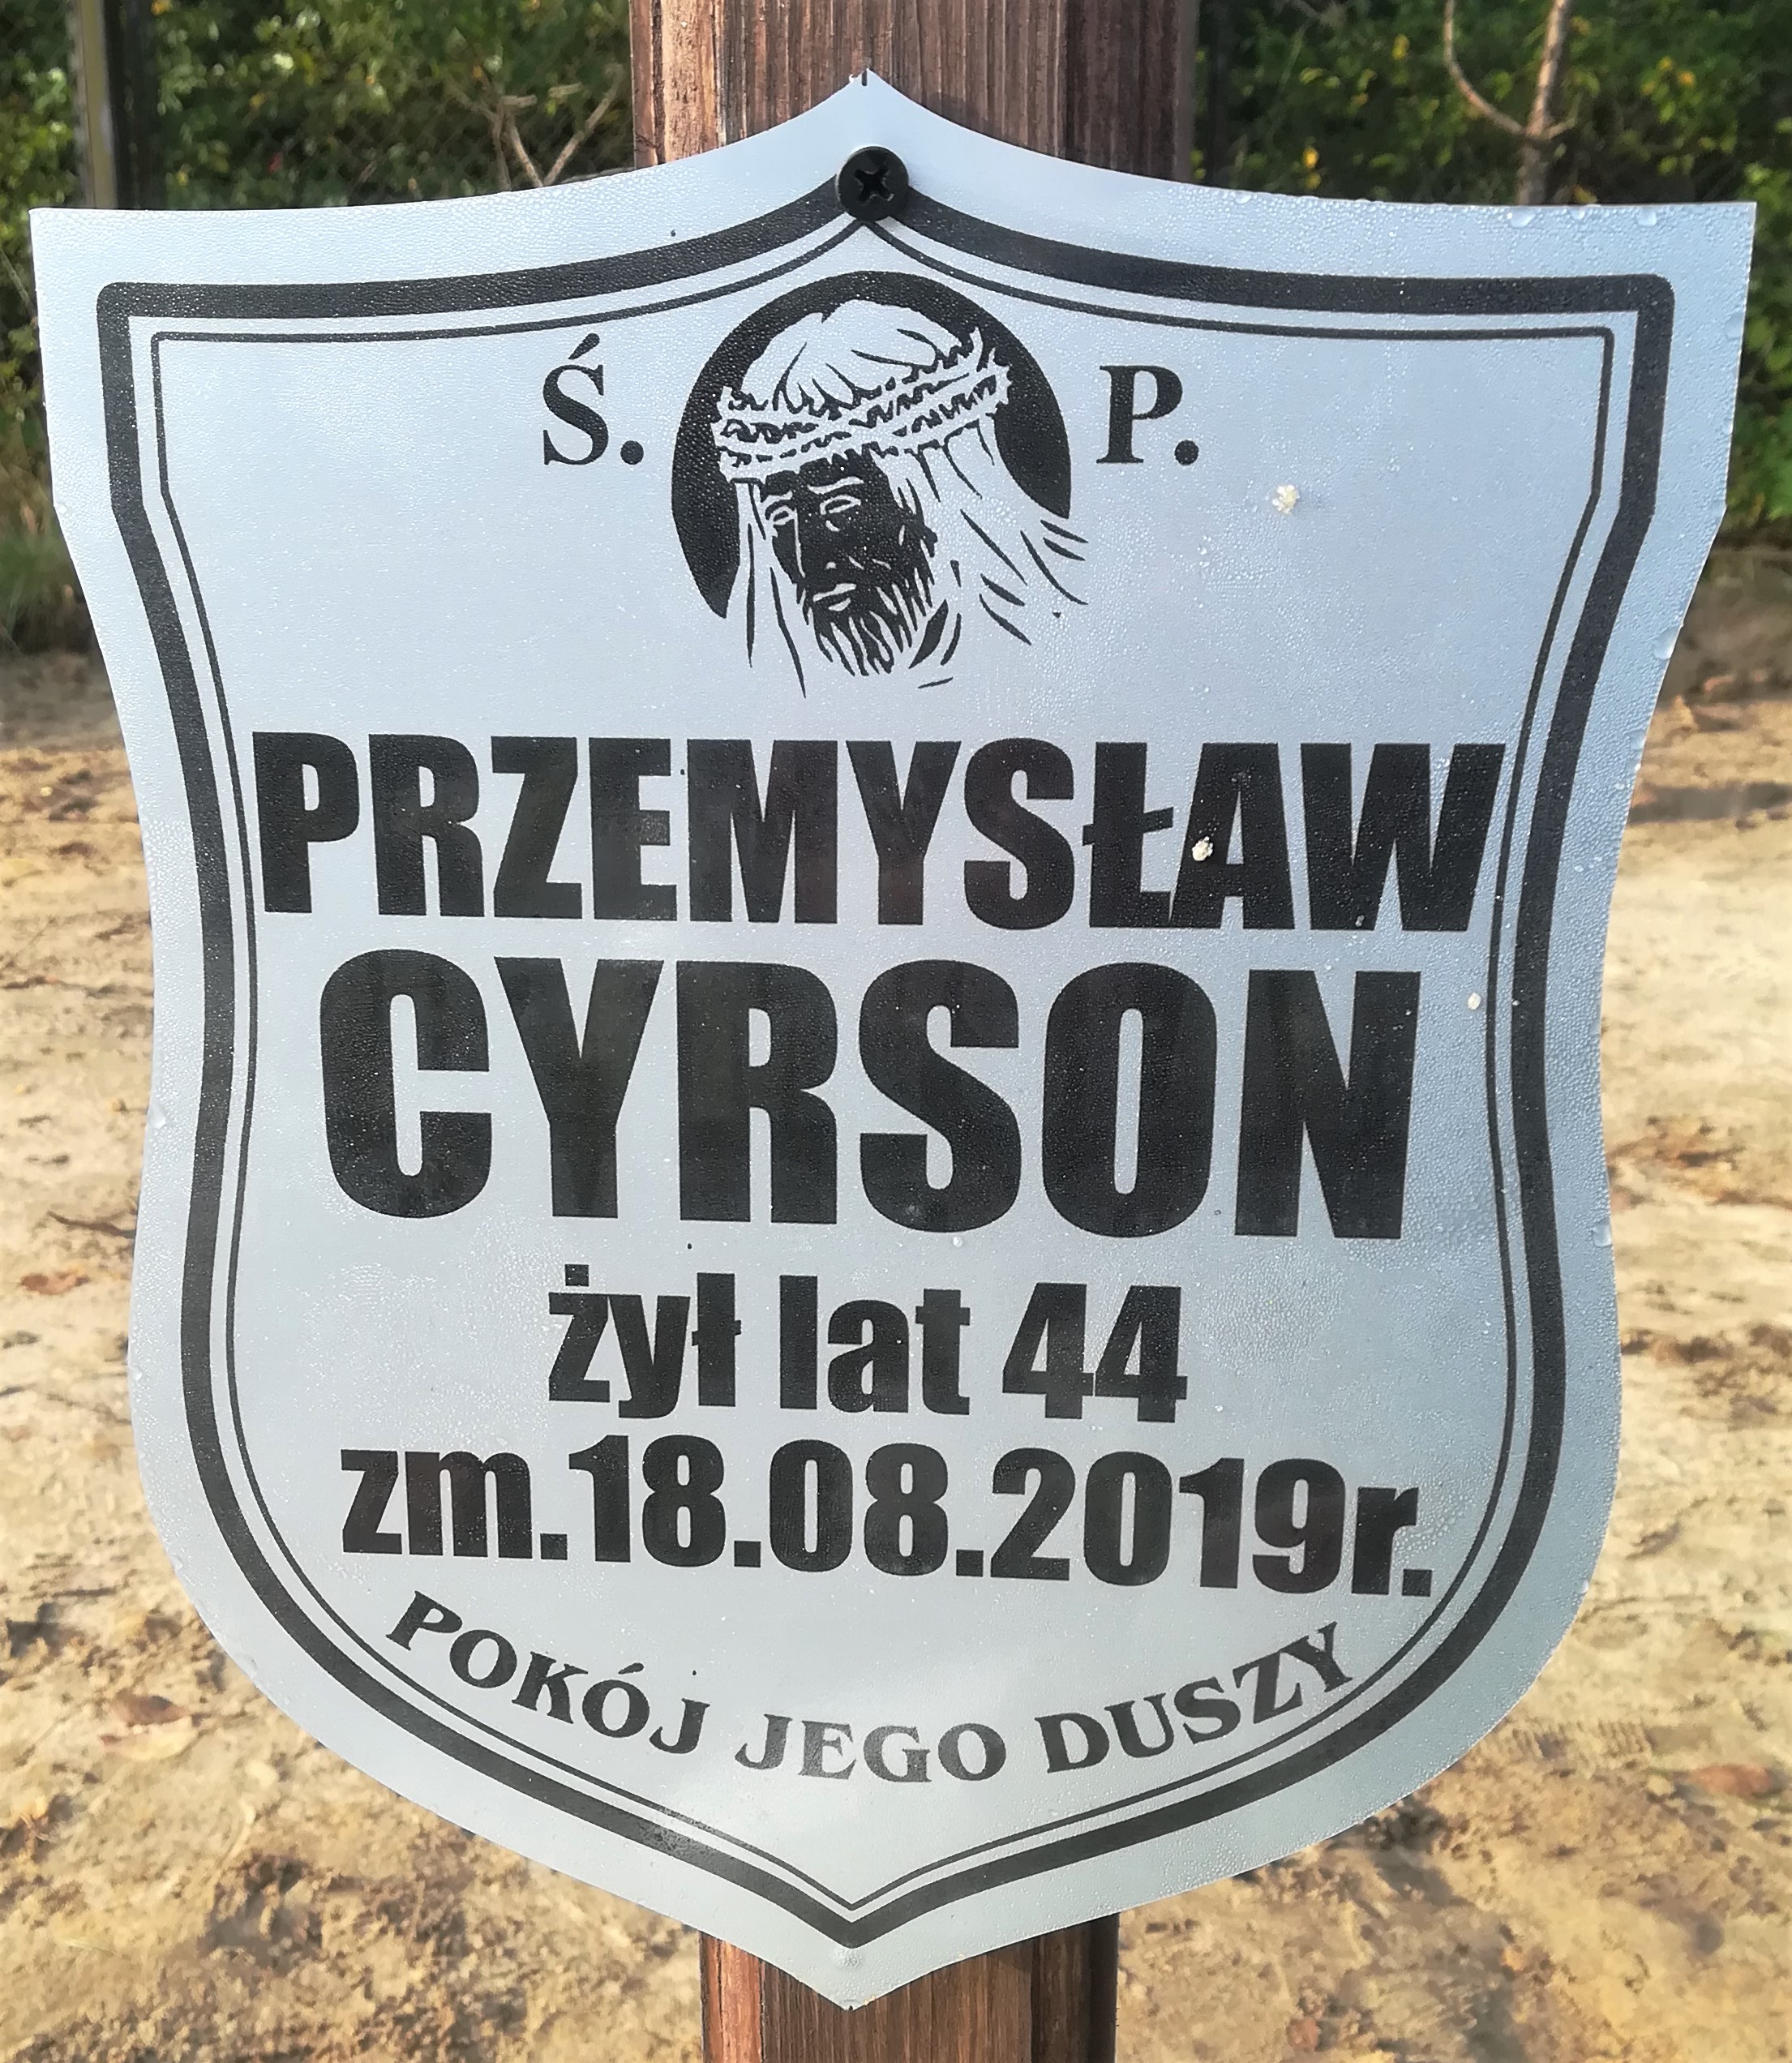 Ś. P.
PRZEMYSŁAW
CYRSON
żył lat 44
zm.18.08.2019r.
POKÓJ JEGO DUSZY